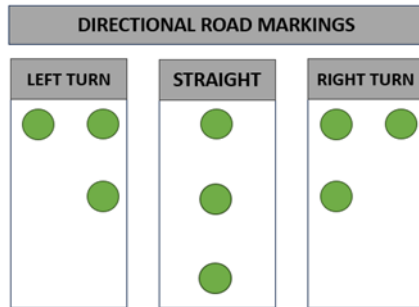 DIRECTIONAL ROAD MARKINGS
LEFT TURN
STRAIGHT
RIGHT TURN